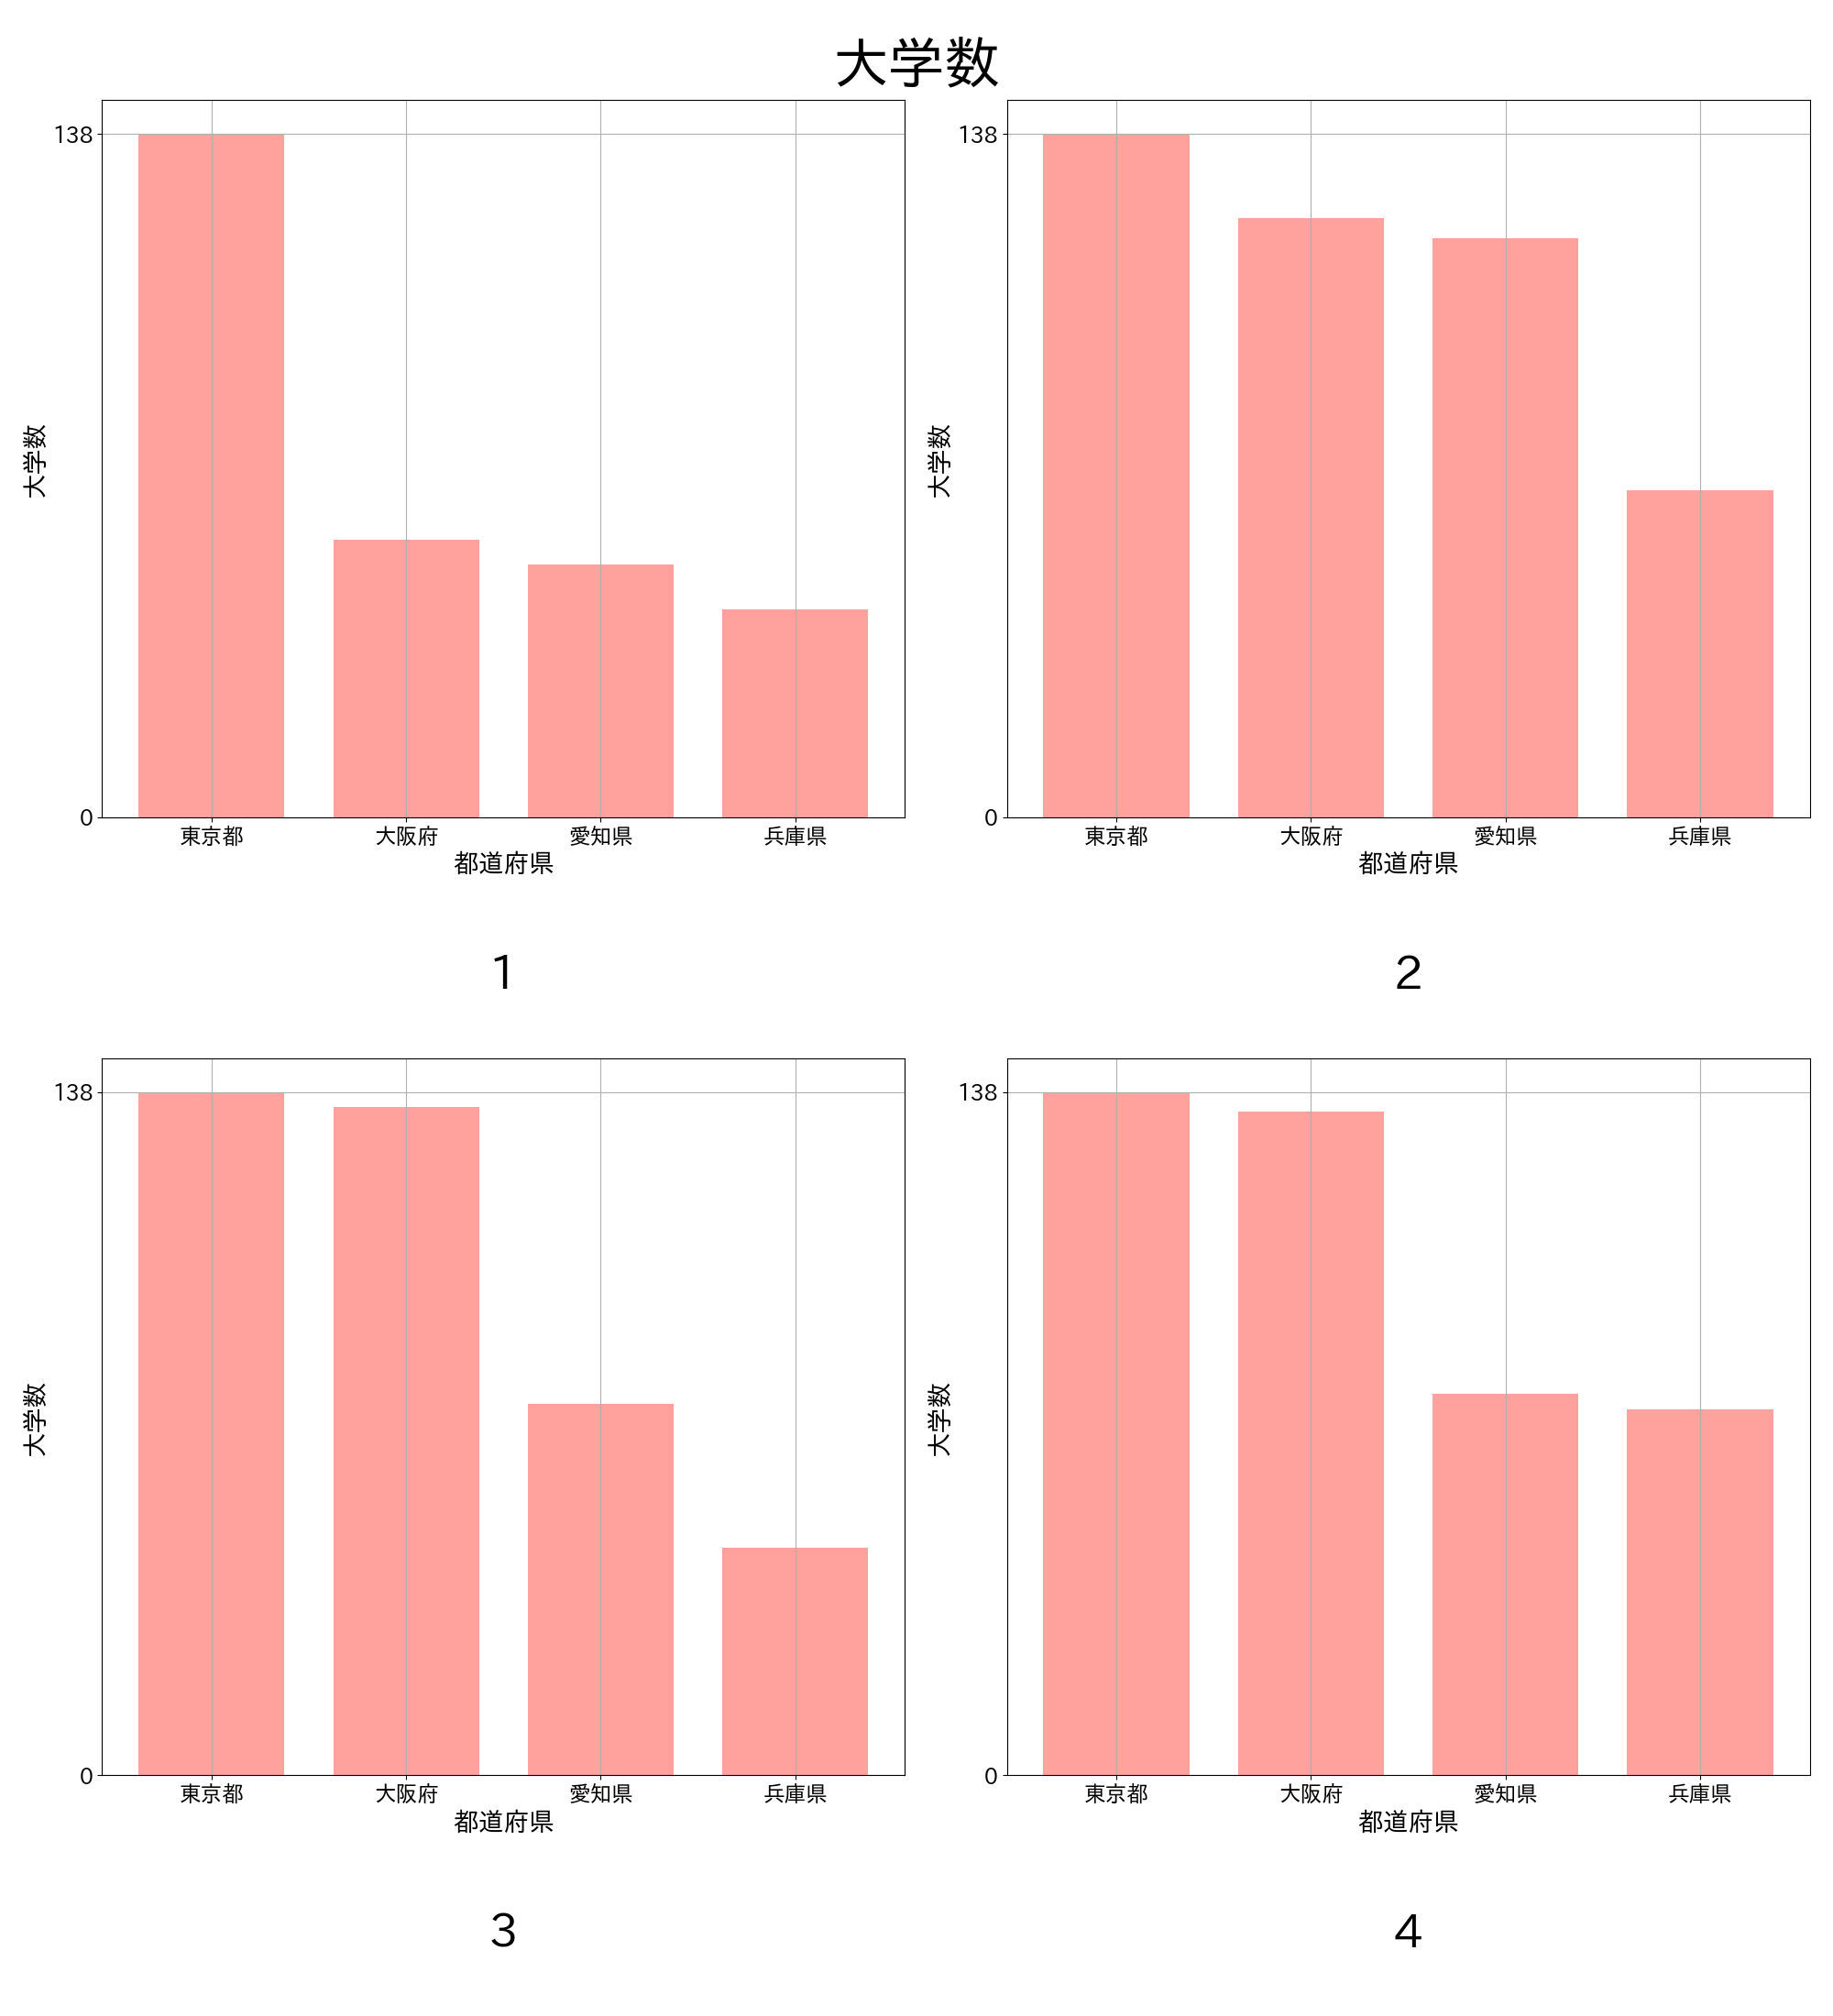 大学数
138
0
大学数
東京都 大阪府 愛知県 兵庫県
都道府県
1
138
0
大学数
東京都 大阪府 愛知県 兵庫県
都道府県
2
138
0
大学数
東京都 大阪府 愛知県 兵庫県
都道府県
3
138
0
大学数
東京都 大阪府 愛知県 兵庫県
都道府県
4